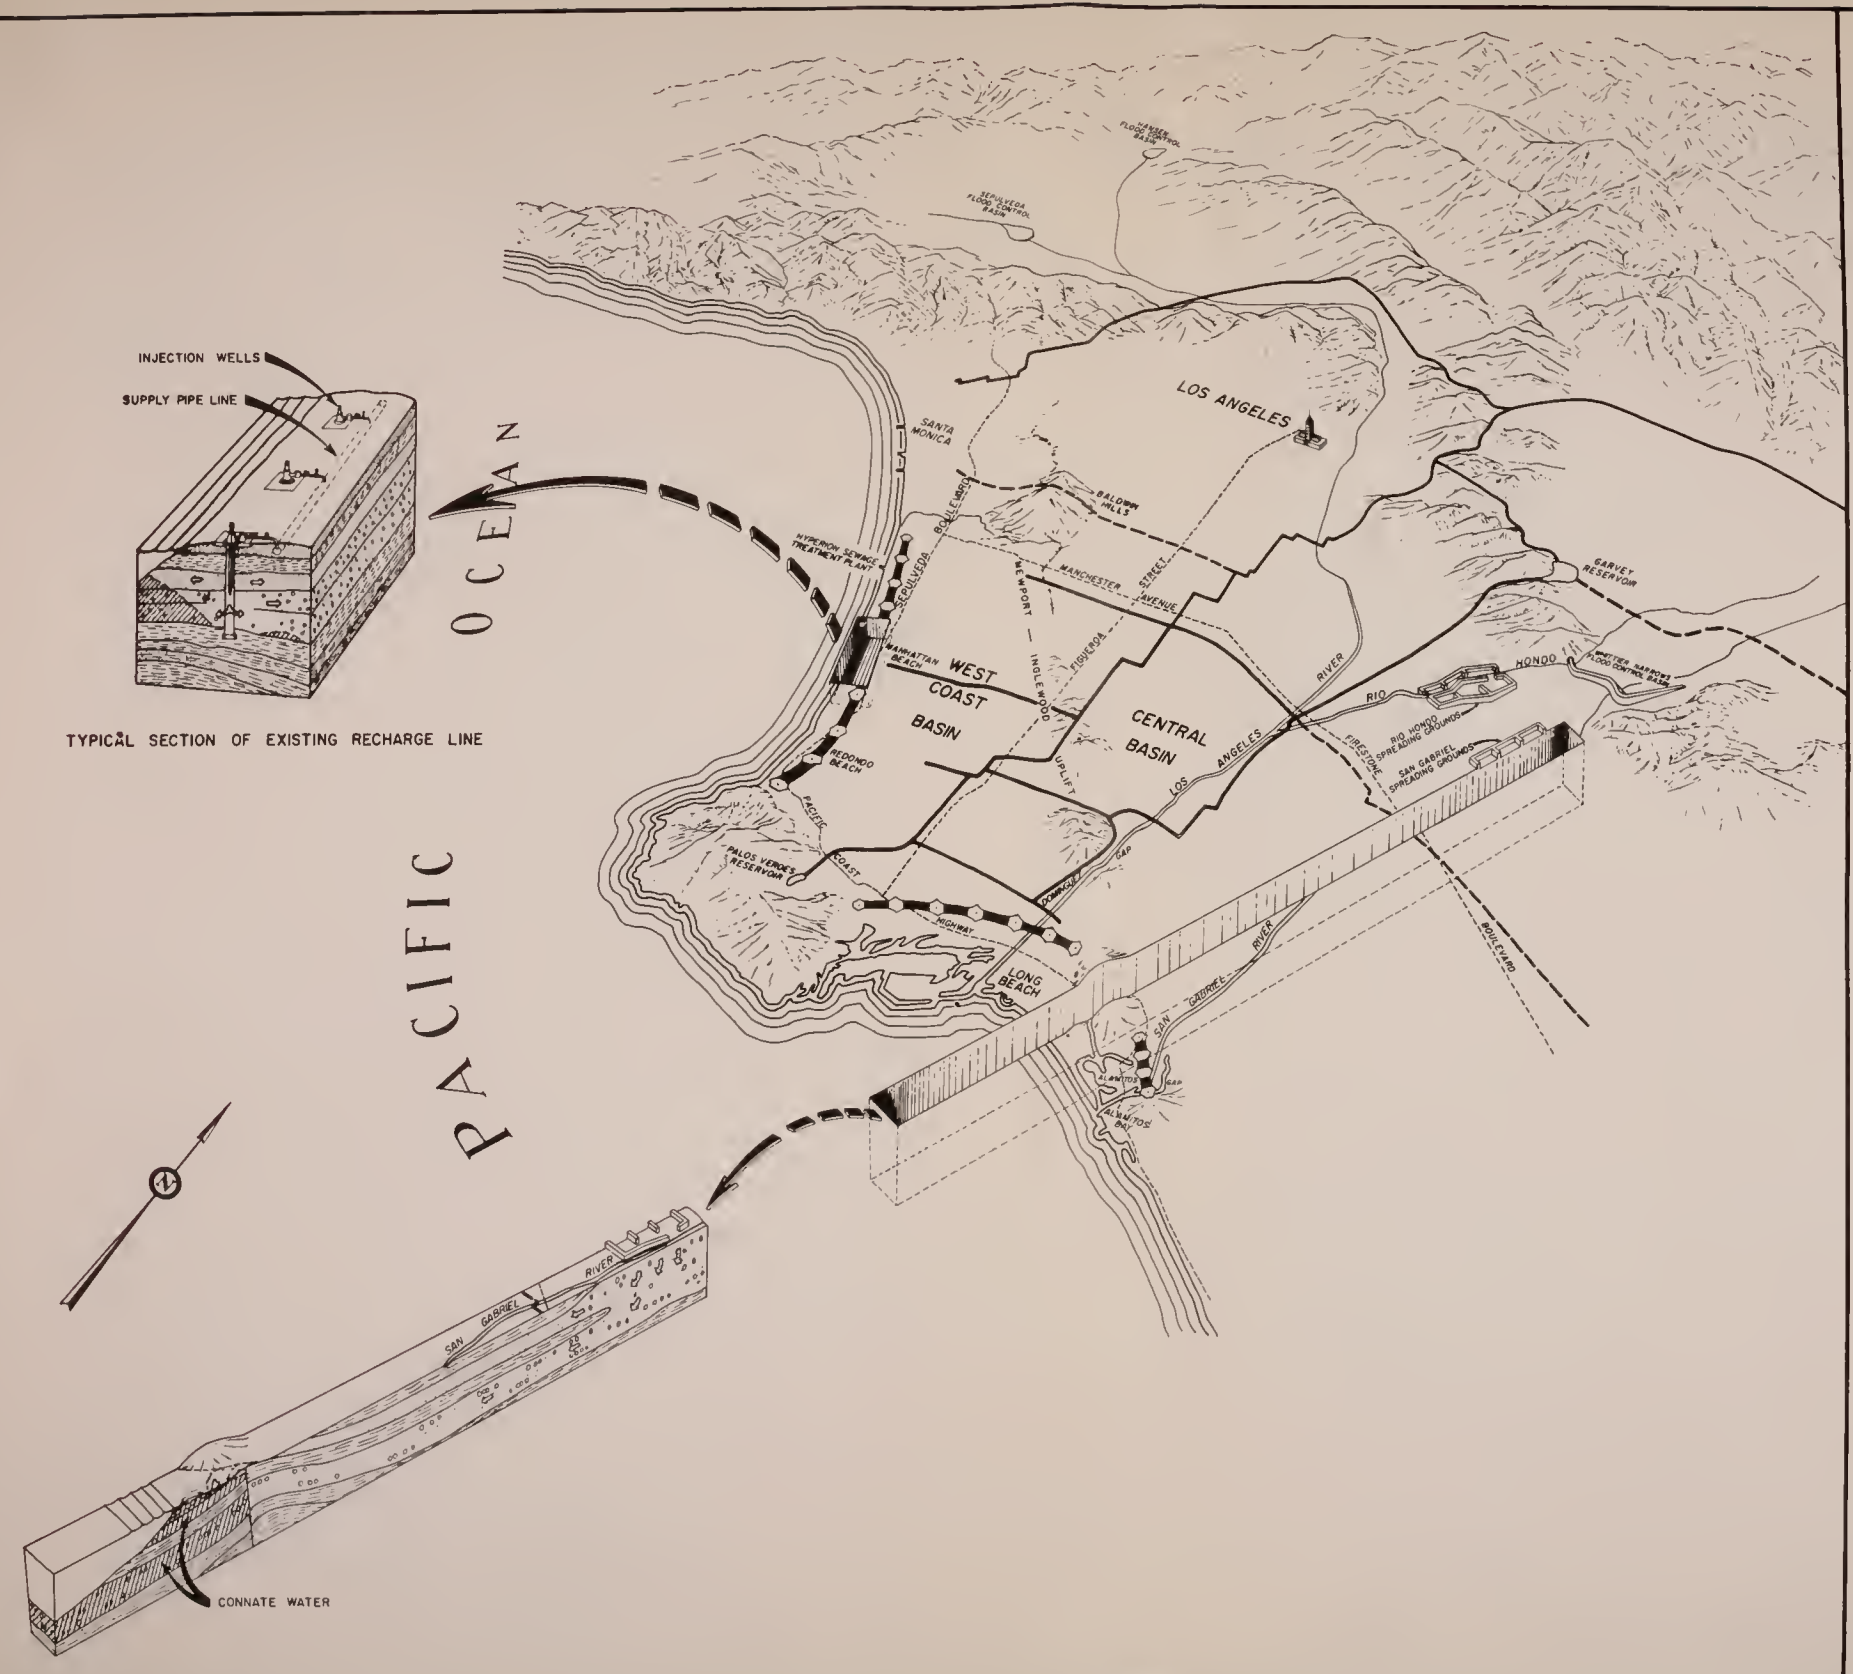 HANSEN
FLOOD CONTROL
BASIN
SEPULVEDA
FLOOD CONTROL
BASIN
INJECTION WELLS
SUPPLY PIPE LINE
TYPICAL SECTION OF EXISTING RECHARGE LINE
PACIFIC OCEAN
LOS ANGELES
SANTA
MONICA
BALDWIN
HILLS
HYPERION SEWAGE
TREATMENT PLANT
SEPULVEDA BOULEVARD
MANCHESTER AVENUE
NEWPORT — INGLEWOOD UPLIFT
FIGUEROA STREET
GARVEY
RESERVOIR
MANHATTAN
BEACH
WEST
COAST
BASIN
CENTRAL
BASIN
RIO HONDO
WHITTIER NARROWS
FLOOD CONTROL BASIN
RIO HONDO
SPREADING GROUNDS
SAN GABRIEL
SPREADING GROUNDS
LOS ANGELES RIVER
FIRESTONE BOULEVARD
REDONDO
BEACH
PACIFIC COAST HIGHWAY
PALOS VERDES
RESERVOIR
DOMINGUEZ GAP
LONG
BEACH
SAN GABRIEL RIVER
ALAMITOS GAP
ALAMITOS
BAY
N
SAN GABRIEL RIVER
CONNATE WATER